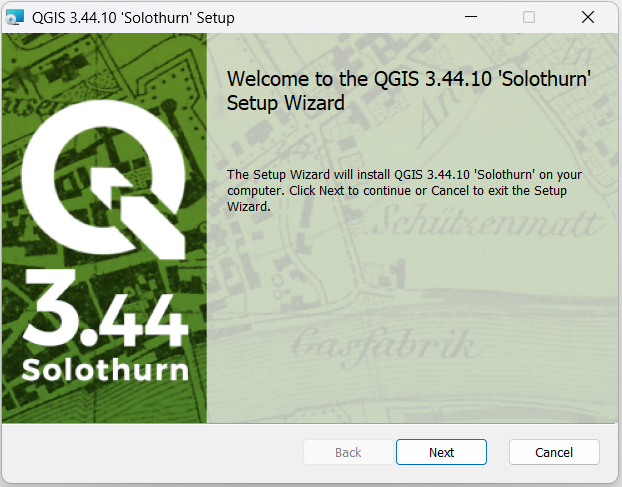 QGIS 3.44.10 'Solothurn' Setup
Welcome to the QGIS 3.44.10 'Solothurn'
Setup Wizard
The Setup Wizard will install QGIS 3.44.10 'Solothurn' on your
computer. Click Next to continue or Cancel to exit the Setup
Wizard.
Schützenmatt
Gasfabrik
3.44
Solothurn
Back
Next
Cancel